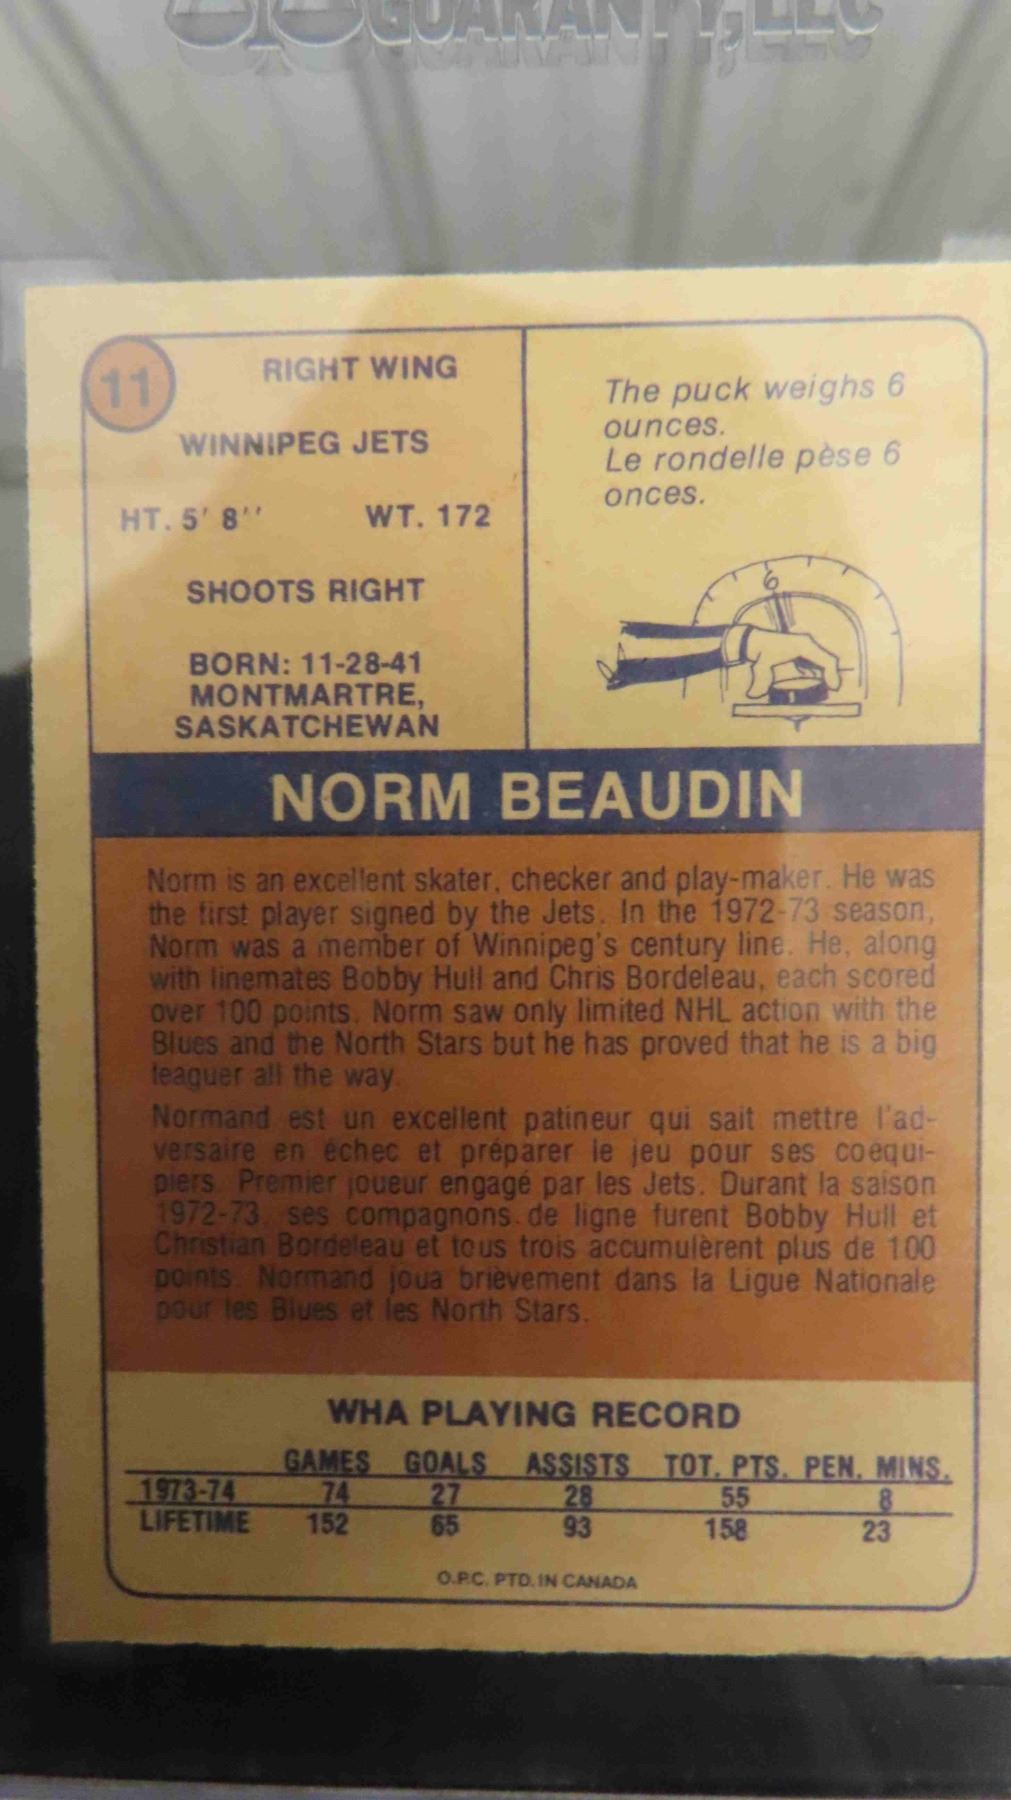 GUARANTY, LLC
11
RIGHT WING
WINNIPEG JETS
HT. 5' 8'' WT. 172
SHOOTS RIGHT
BORN: 11-28-41
MONTMARTRE,
SASKATCHEWAN
The puck weighs 6
ounces.
Le rondelle pèse 6
onces.
6
NORM BEAUDIN
Norm is an excellent skater, checker and play-maker. He was
the first player signed by the Jets. In the 1972-73 season,
Norm was a member of Winnipeg's century line. He, along
with linemates Bobby Hull and Chris Bordeleau, each scored
over 100 points. Norm saw only limited NHL action with the
Blues and the North Stars but he has proved that he is a big
leaguer all the way.
Normand est un excellent patineur qui sait mettre l'ad-
versaire en échec et préparer le jeu pour ses coéqui-
piers. Premier joueur engagé par les Jets. Durant la saison
1972-73, ses compagnons de ligne furent Bobby Hull et
Christian Bordeleau et tous trois accumulèrent plus de 100
points. Normand joua brièvement dans la Ligue Nationale
pour les Blues et les North Stars.
WHA PLAYING RECORD
GAMES GOALS ASSISTS TOT. PTS. PEN. MINS.
1973-74 74 27 28 55 8
LIFETIME 152 65 93 158 23
O.P.C. PTD. IN CANADA